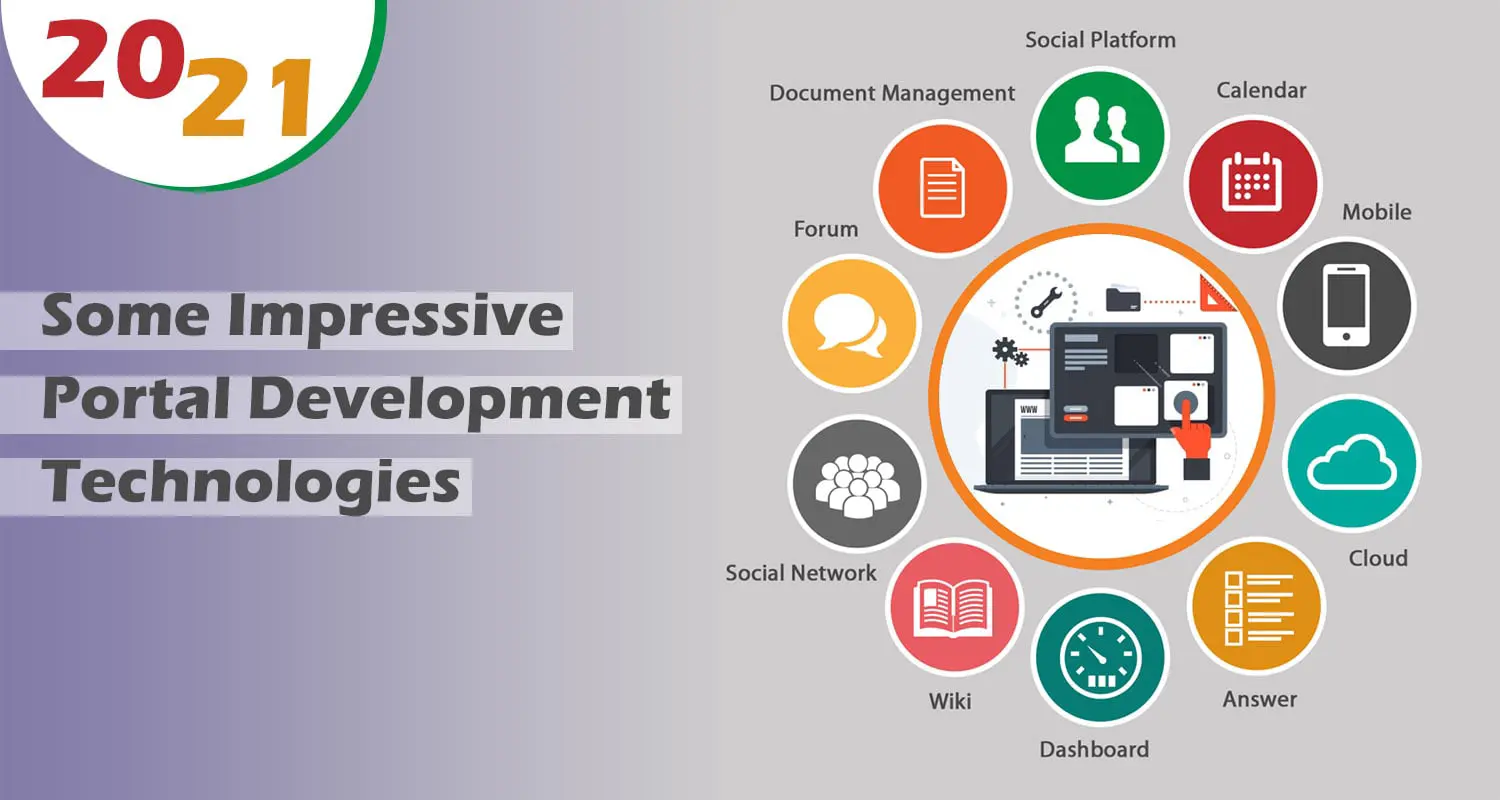 2021
Some Impressive
Portal Development
Technologies
Social Platform
Document Management
Calendar
Forum
Mobile
WWW
Social Network
Cloud
Wiki
Answer
Dashboard